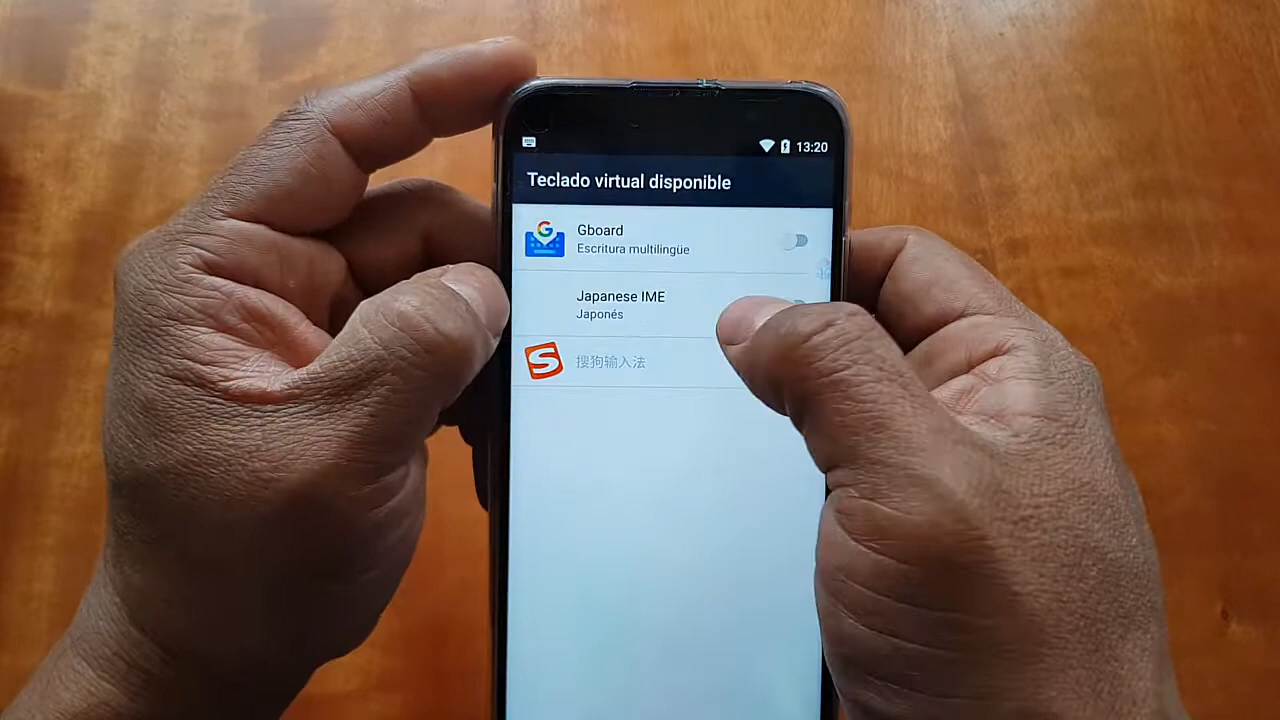 13:20
Teclado virtual disponible
Gboard
Escritura multilingüe
Japanese IME
Japonés
搜狗输入法